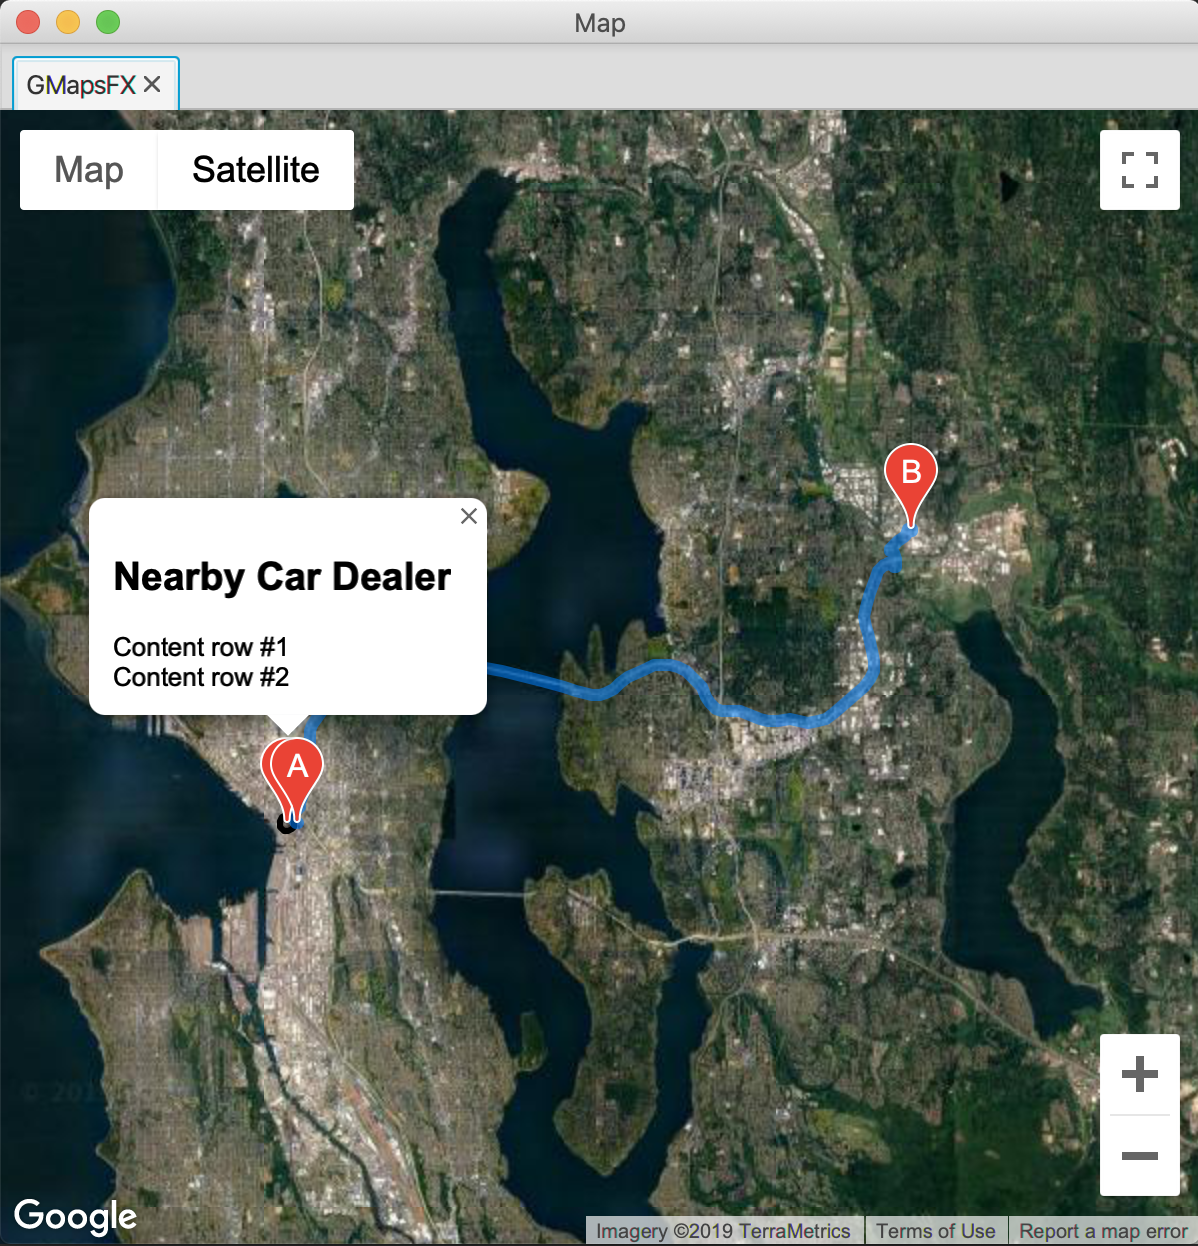 Map
GMapsFX
Map
Satellite
B
Nearby Car Dealer
Content row #1
Content row #2
A
Google
Imagery ©2019 TerraMetrics
Terms of Use
Report a map error